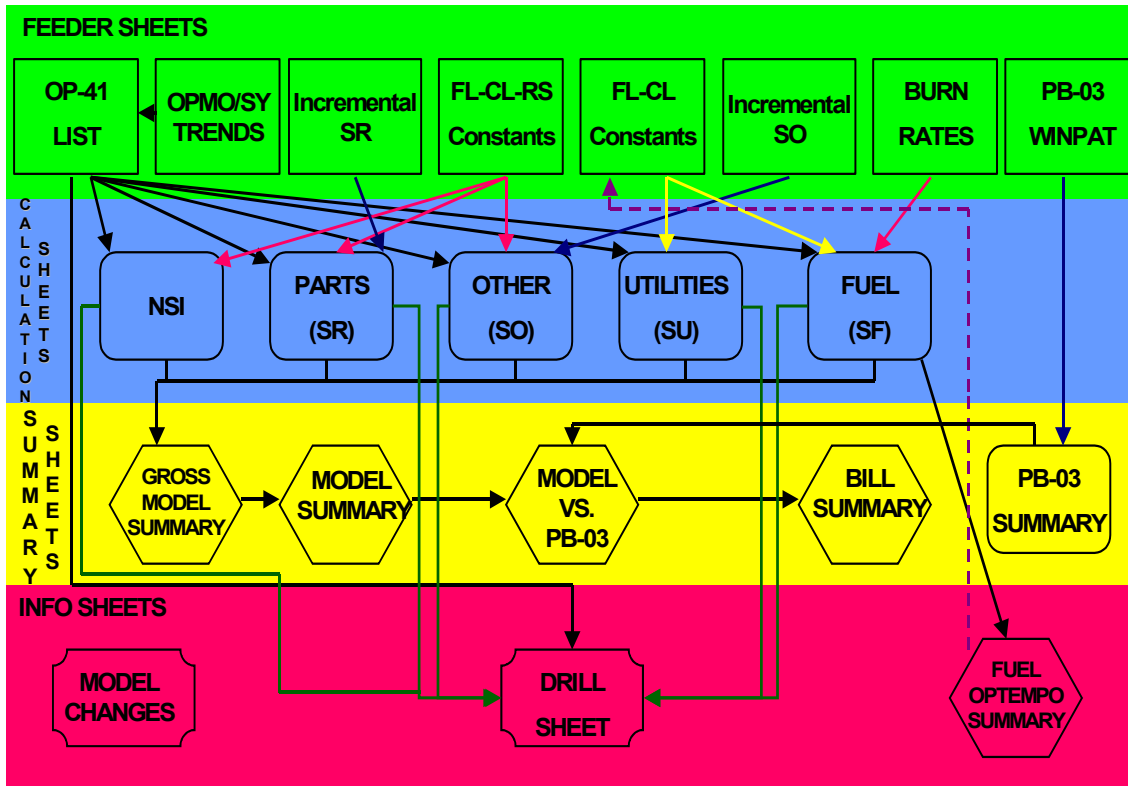 FEEDER SHEETS
OP-41
LIST
OPMO/SY
TRENDS
Incremental
SR
FL-CL-RS
Constants
FL-CL
Constants
Incremental
SO
BURN
RATES
PB-03
WINPAT
CALCULATION
SHEETS
NSI
PARTS
(SR)
OTHER
(SO)
UTILITIES
(SU)
FUEL
(SF)
SUMMARY
SHEETS
GROSS
MODEL
SUMMARY
MODEL
SUMMARY
MODEL
VS.
PB-03
BILL
SUMMARY
PB-03
SUMMARY
INFO SHEETS
MODEL
CHANGES
DRILL
SHEET
FUEL
OPTEMPO
SUMMARY